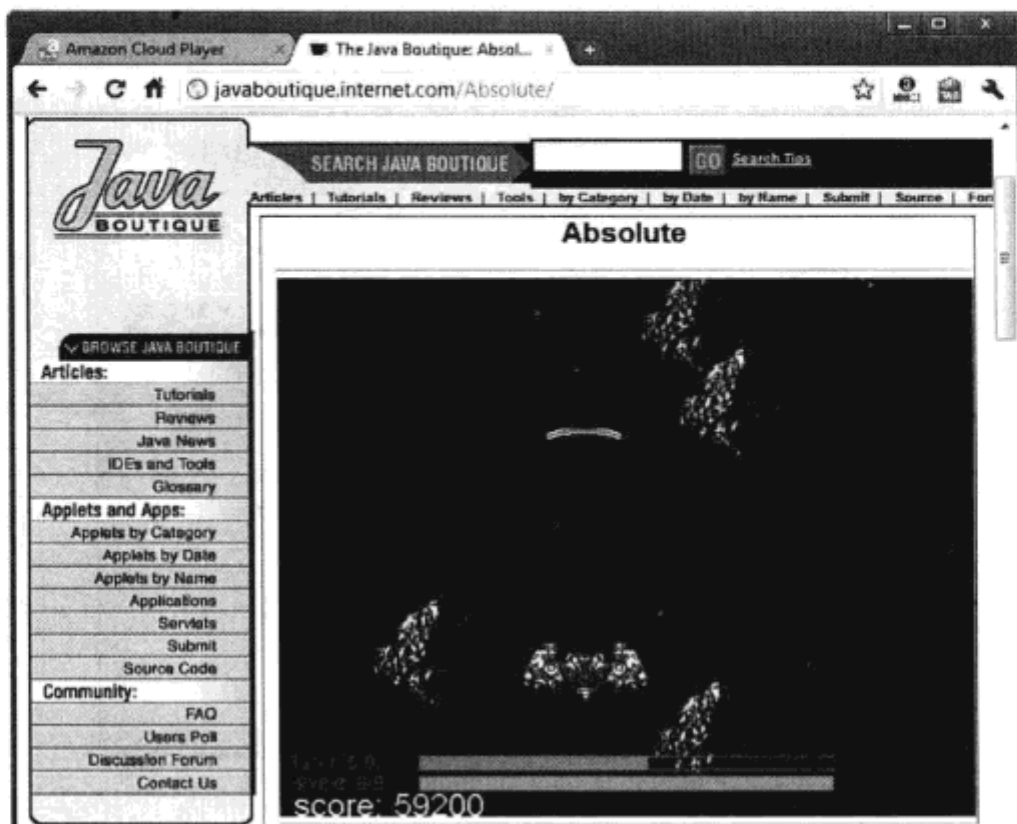 Amazon Cloud Player
The Java Boutique: Absol...
javaboutique.internet.com/Absolute/
Java
BOUTIQUE
SEARCH JAVA BOUTIQUE
GO
Search Tips
Articles | Tutorials | Reviews | Tools | by Category | by Date | by Name | Submit | Source | For
Absolute
BROWSE JAVA BOUTIQUE
Articles:
Tutorials
Reviews
Java News
IDEs and Tools
Glossary
Applets and Apps:
Applets by Category
Applets by Date
Applets by Name
Applications
Servlets
Submit
Source Code
Community:
FAQ
Users Poll
Discussion Forum
Contact Us
score: 59200